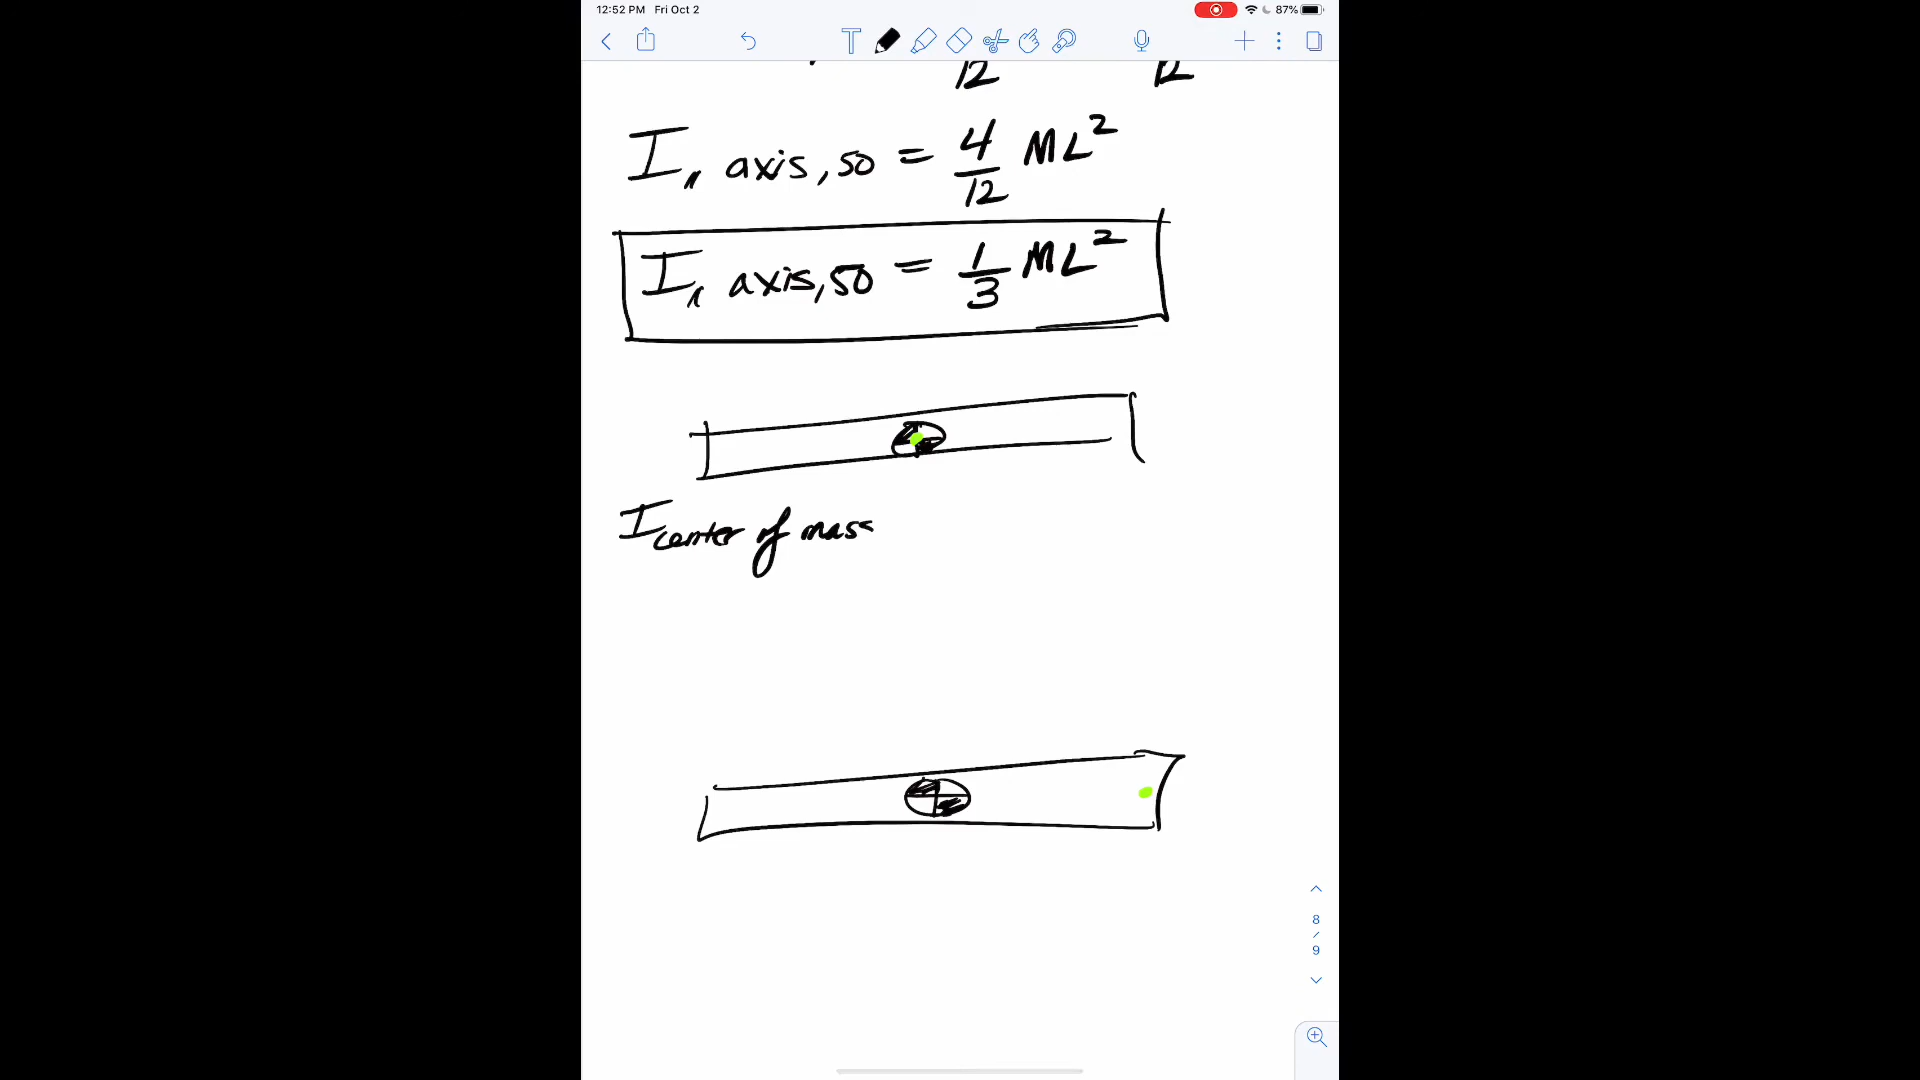 12:52 PM Fri Oct 2
87%
T
12 12
I,, axis, 50 = 4/12 ML²
I,, axis, 50 = 1/3 ML²
I center of mass
8
/
9